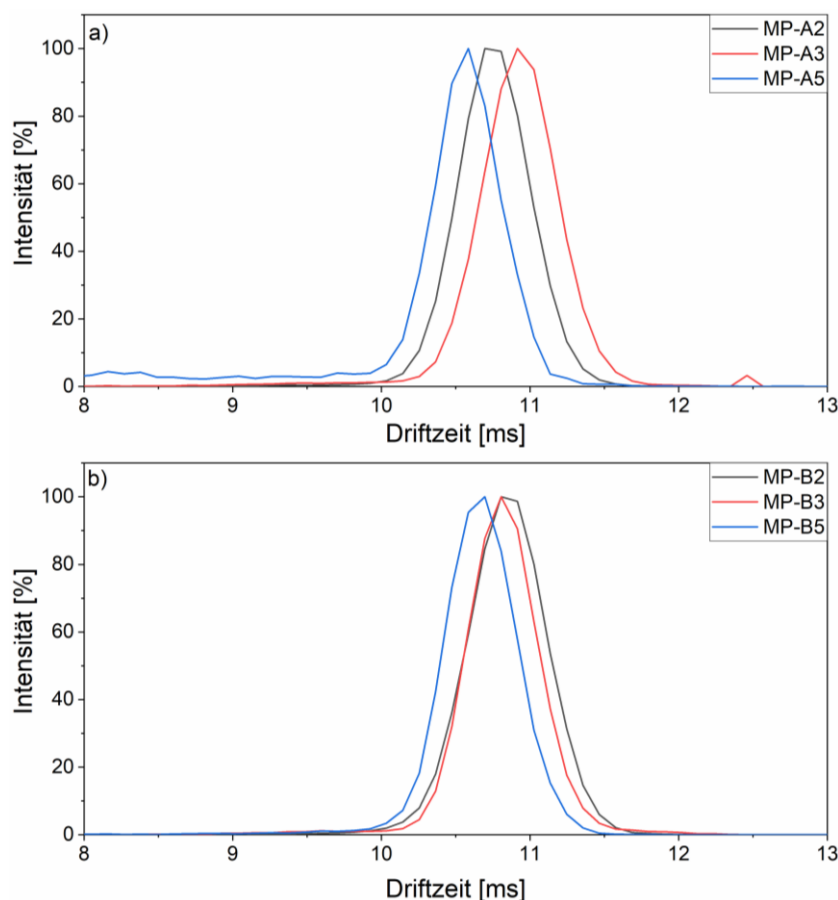 a)
MP-A2
MP-A3
MP-A5
100
80
60
40
20
0
Intensität [%]
8 9 10 11 12 13
Driftzeit [ms]
b)
MP-B2
MP-B3
MP-B5
100
80
60
40
20
0
Intensität [%]
8 9 10 11 12 13
Driftzeit [ms]